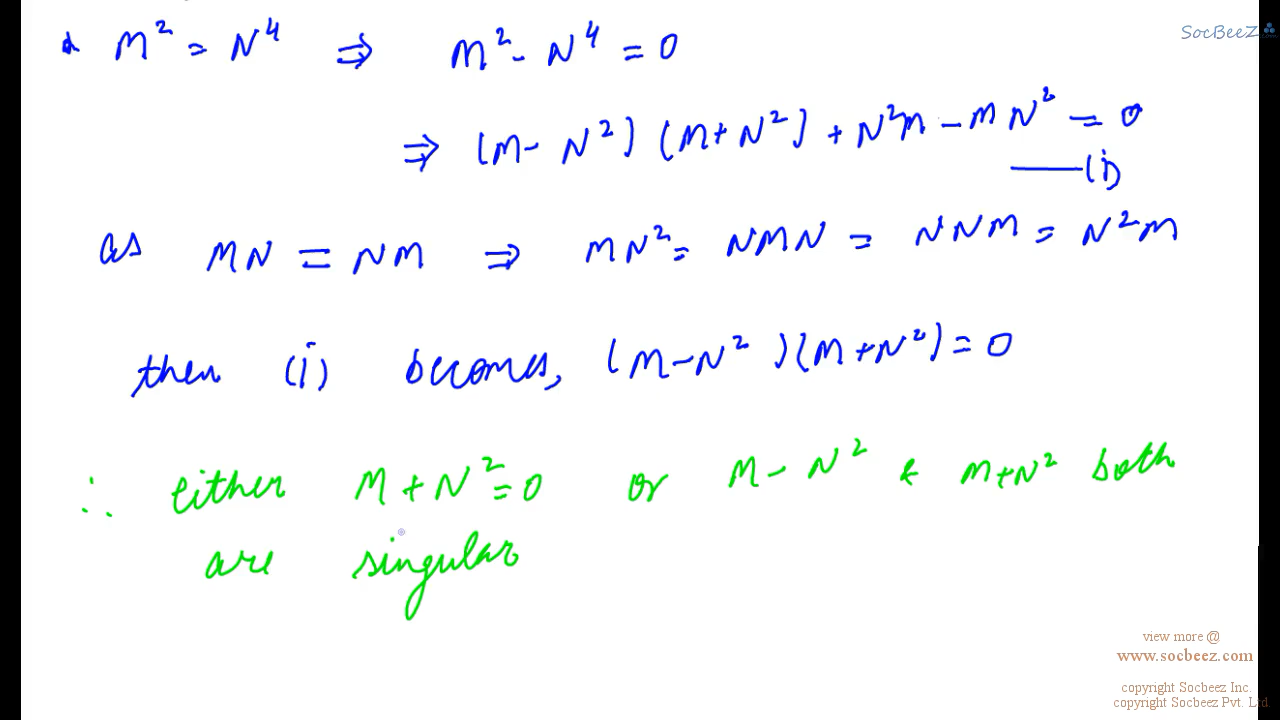 & M² = N⁴ ⇒ M² - N⁴ = 0
⇒ (M - N²) (M + N²) + N²M - MN² = 0
——(i)
as MN = NM ⇒ MN² = NMN = NNM = N²M
then (i) becomes, (M - N²)(M + N²) = 0
∴ either M + N² = 0 or M - N² & M + N² both
are singular
SocBeeZ
view more @
www.socbeez.com
copyright Socbeez Inc.
copyright Socbeez Pvt. Ltd.